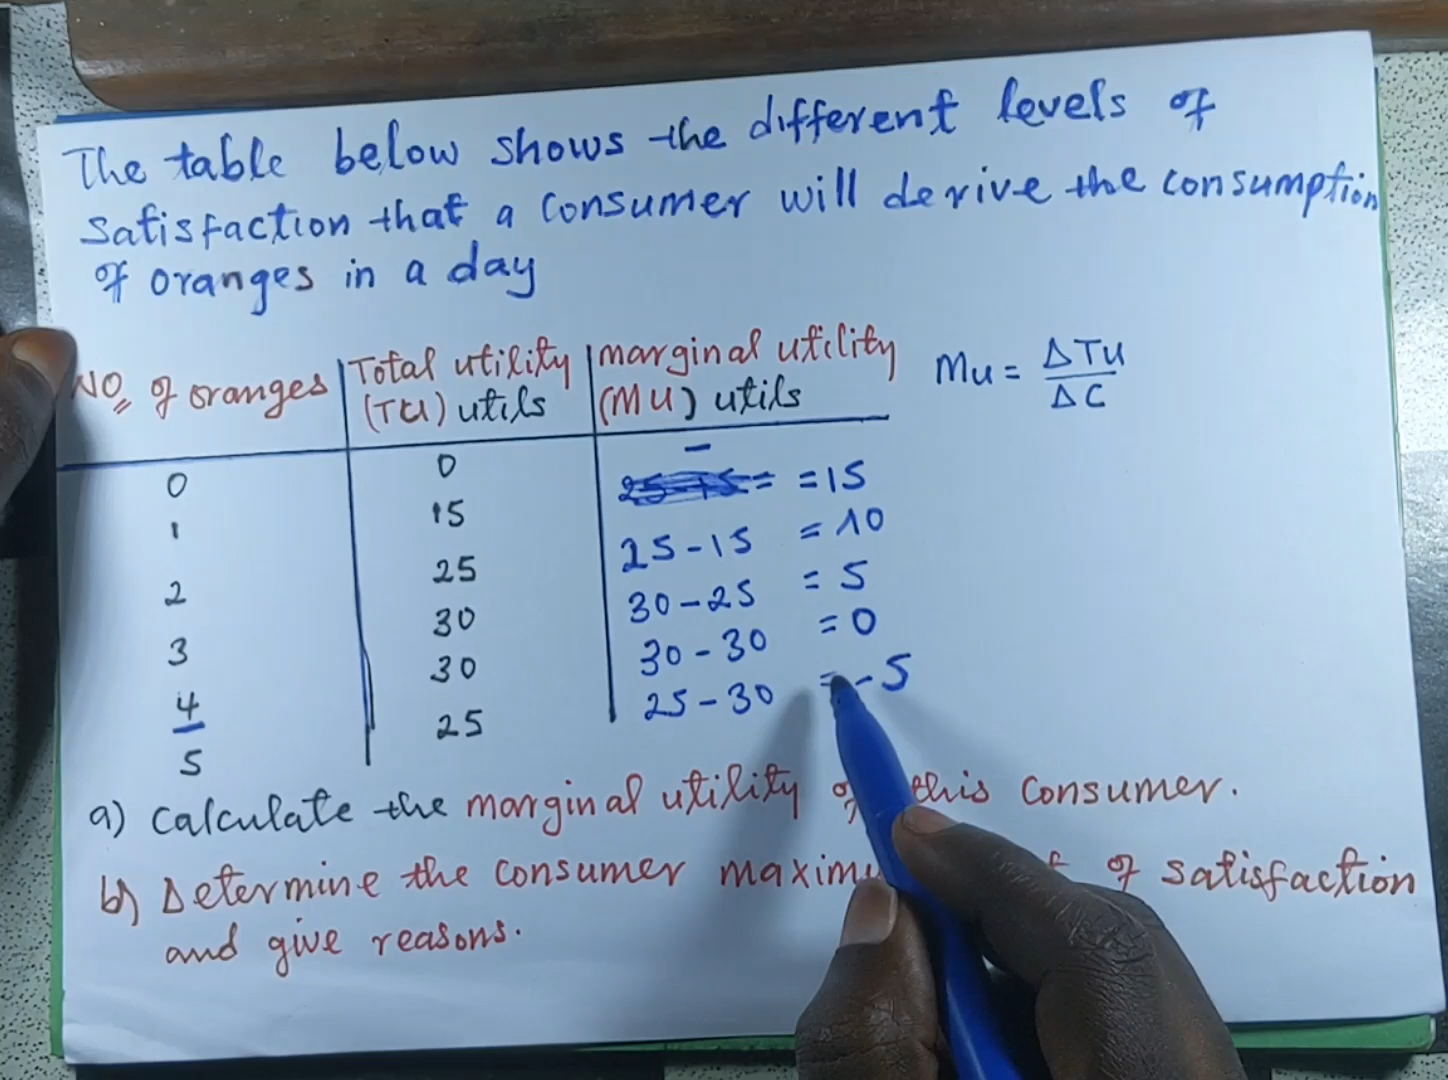 The table below shows the different levels of
satisfaction that a consumer will derive the consumption
of oranges in a day
No of oranges Total utility (TU) utils marginal utility (MU) utils
MU = ΔTU / ΔC
0 0 -
1 15 = 15
2 25 25-15 = 10
3 30 30-25 = 5
4 30 30-30 = 0
5 25 25-30 = -5
a) calculate the marginal utility of this consumer.
b) Determine the consumer of satisfaction
and give reasons.